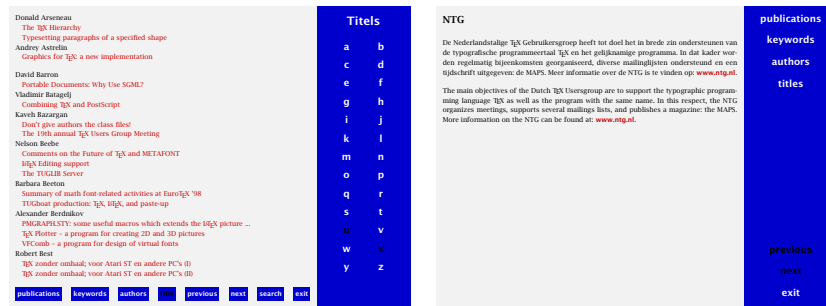 Donald Arseneau
The TEX Hierarchy
Typesetting paragraphs of a specified shape
Andrey Astrelin
Graphics for TEX: a new implementation
David Barron
Portable Documents: Why Use SGML?
Vladimir Batagelj
Combining TEX and PostScript
Kaveh Bazargan
Don't give authors the class files!
The 19th annual TEX Users Group Meeting
Nelson Beebe
Comments on the Future of TEX and METAFONT
LATEX Editing support
The TUGLIB Server
Barbara Beeton
Summary of math font-related activities at EuroTEX '98
TUGboat production: TEX, LATEX, and paste-up
Alexander Berdnikov
PMGRAPH.STY: some useful macros which extends the LATEX picture ...
TEX Plotter – a program for creating 2D and 3D pictures
VFComb – a program for design of virtual fonts
Robert Best
TEX zonder omhaal; voor Atari ST en andere PC's (I)
TEX zonder omhaal; voor Atari ST en andere PC's (II)
publications keywords authors titles previous next search exit
Titels
a b
c d
e f
g h
i j
k l
m n
o p
q r
s t
u v
w x
y z
NTG
De Nederlandstalige TEX Gebruikersgroep heeft tot doel het in brede zin ondersteunen van
de typografische programmeertaal TEX en het gelijknamige programma. In dat kader wor-
den regelmatig bijeenkomsten georganiseerd, diverse mailinglijsten ondersteund en een
tijdschrift uitgegeven: de MAPS. Meer informatie over de NTG is te vinden op: www.ntg.nl.
The main objectives of the Dutch TEX Usersgroup are to support the typographic program-
ming language TEX as well as the program with the same name. In this respect, the NTG
organizes meetings, supports several mailings lists, and publishes a magazine: the MAPS.
More information on the NTG can be found at: www.ntg.nl.
publications
keywords
authors
titles
previous
next
exit